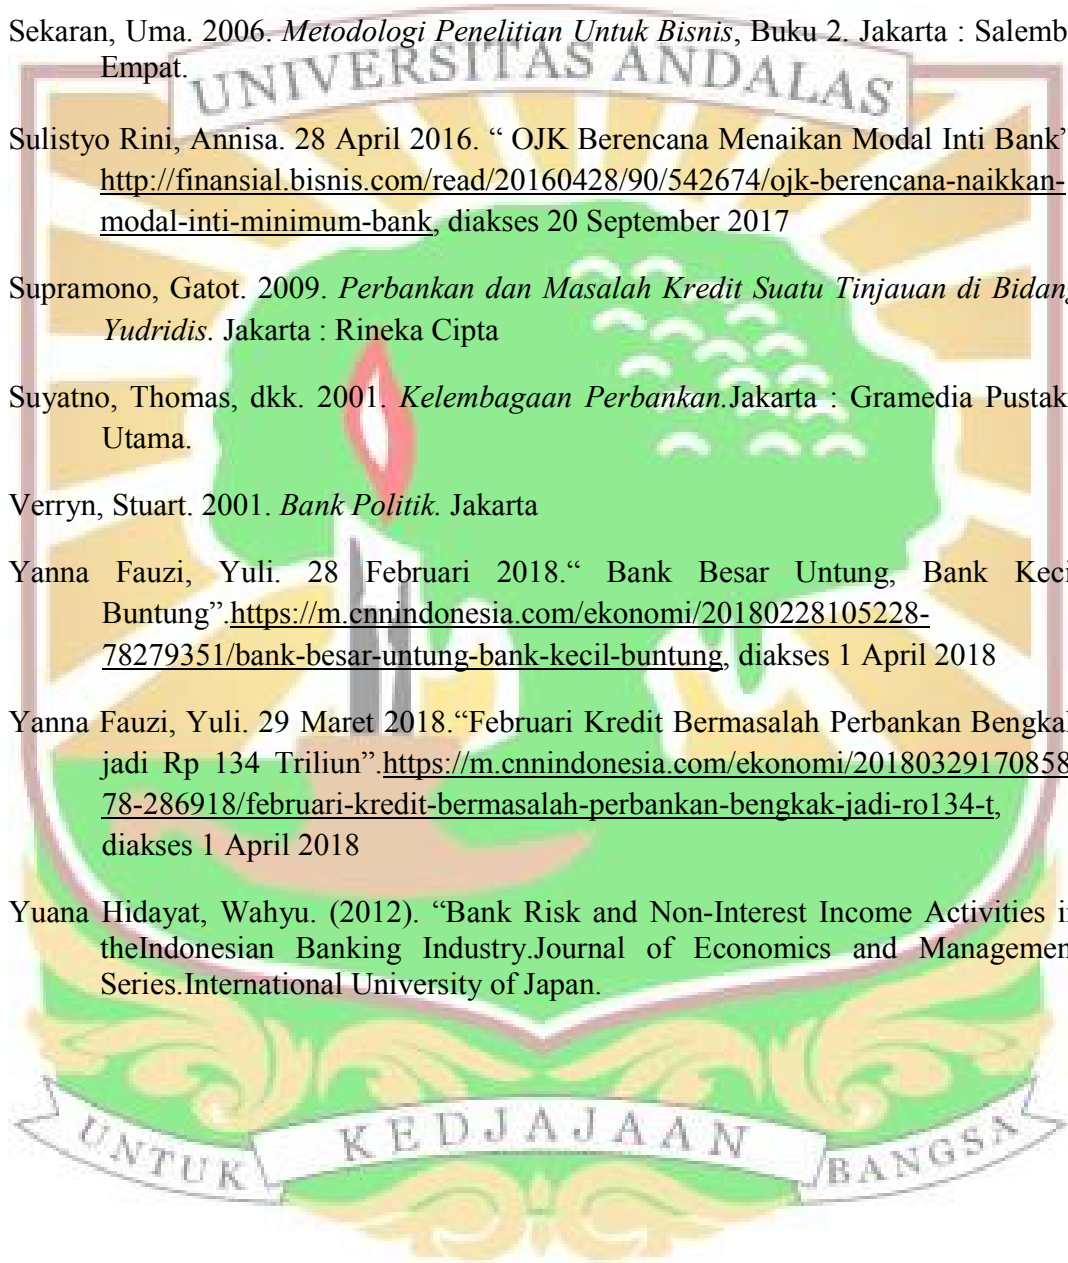 Sekaran, Uma. 2006. Metodologi Penelitian Untuk Bisnis, Buku 2. Jakarta : Salemb
Empat.
UNIVERSITAS ANDALAS
Sulistyo Rini, Annisa. 28 April 2016. “ OJK Berencana Menaikan Modal Inti Bank”
http://finansial.bisnis.com/read/20160428/90/542674/ojk-berencana-naikkan-
modal-inti-minimum-bank, diakses 20 September 2017
Supramono, Gatot. 2009. Perbankan dan Masalah Kredit Suatu Tinjauan di Bidang
Yudridis. Jakarta : Rineka Cipta
Suyatno, Thomas, dkk. 2001. Kelembagaan Perbankan.Jakarta : Gramedia Pustak
Utama.
Verryn, Stuart. 2001. Bank Politik. Jakarta
Yanna Fauzi, Yuli. 28 Februari 2018.“ Bank Besar Untung, Bank Keci
Buntung”.https://m.cnnindonesia.com/ekonomi/20180228105228-
78279351/bank-besar-untung-bank-kecil-buntung, diakses 1 April 2018
Yanna Fauzi, Yuli. 29 Maret 2018.“Februari Kredit Bermasalah Perbankan Bengkak
jadi Rp 134 Triliun”.https://m.cnnindonesia.com/ekonomi/20180329170858
78-286918/februari-kredit-bermasalah-perbankan-bengkak-jadi-ro134-t,
diakses 1 April 2018
Yuana Hidayat, Wahyu. (2012). “Bank Risk and Non-Interest Income Activities in
theIndonesian Banking Industry.Journal of Economics and Managemen
Series.International University of Japan.
UNTUK KEDJAJAAN BANGSA